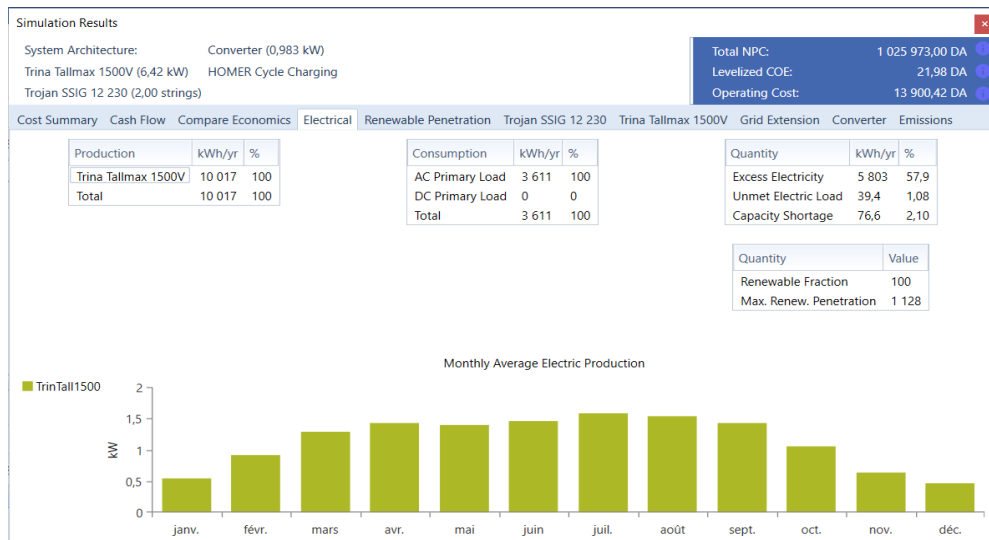 Simulation Results
System Architecture: Converter (0,983 kW)
Trina Tallmax 1500V (6,42 kW) HOMER Cycle Charging
Trojan SSIG 12 230 (2,00 strings)
Total NPC: 1 025 973,00 DA
Levelized COE: 21,98 DA
Operating Cost: 13 900,42 DA
Cost Summary Cash Flow Compare Economics Electrical Renewable Penetration Trojan SSIG 12 230 Trina Tallmax 1500V Grid Extension Converter Emissions
Production kWh/yr %
Trina Tallmax 1500V 10 017 100
Total 10 017 100
Consumption kWh/yr %
AC Primary Load 3 611 100
DC Primary Load 0 0
Total 3 611 100
Quantity kWh/yr %
Excess Electricity 5 803 57,9
Unmet Electric Load 39,4 1,08
Capacity Shortage 76,6 2,10
Quantity Value
Renewable Fraction 100
Max. Renew. Penetration 1 128
Monthly Average Electric Production
TrinTall1500
kW
2
1,5
1
0,5
0
janv. févr. mars avr. mai juin juil. août sept. oct. nov. déc.